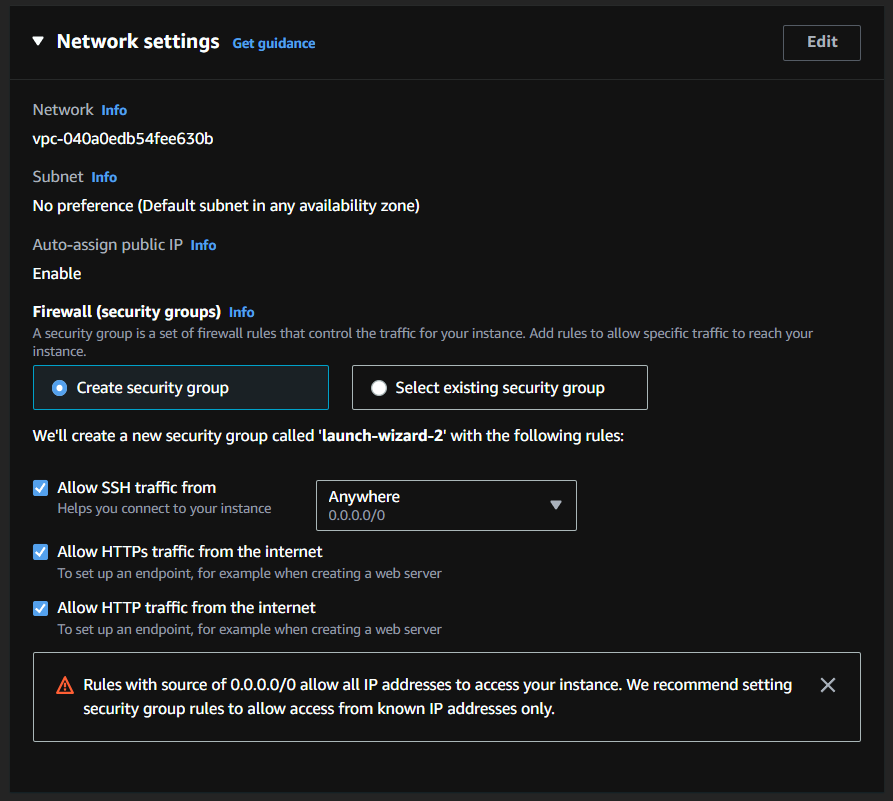 Network settings Get guidance Edit
Network Info
vpc-040a0edb54fee630b
Subnet Info
No preference (Default subnet in any availability zone)
Auto-assign public IP Info
Enable
Firewall (security groups) Info
A security group is a set of firewall rules that control the traffic for your instance. Add rules to allow specific traffic to reach your
instance.
Create security group Select existing security group
We'll create a new security group called 'launch-wizard-2' with the following rules:
Allow SSH traffic from
Helps you connect to your instance
Anywhere
0.0.0.0/0
Allow HTTPs traffic from the internet
To set up an endpoint, for example when creating a web server
Allow HTTP traffic from the internet
To set up an endpoint, for example when creating a web server
Rules with source of 0.0.0.0/0 allow all IP addresses to access your instance. We recommend setting
security group rules to allow access from known IP addresses only.